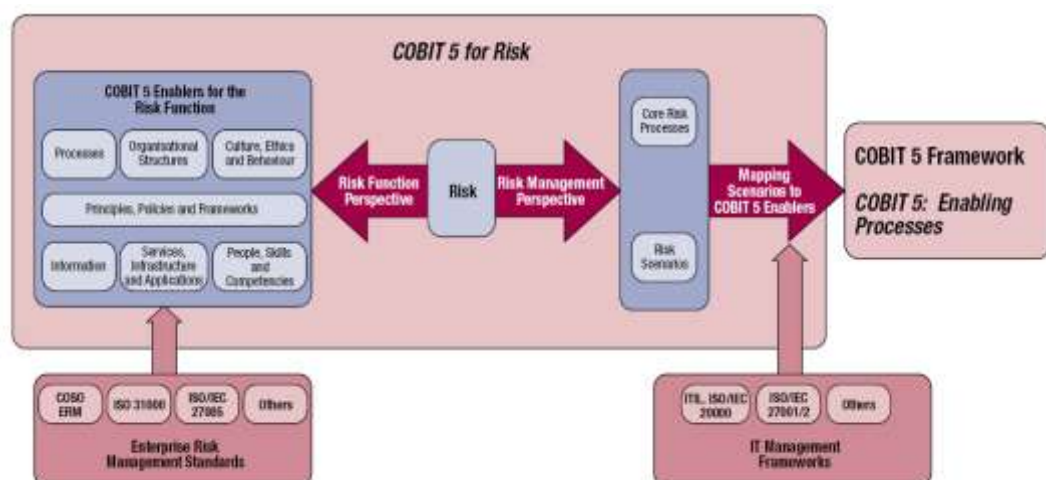 COBIT 5 for Risk
COBIT 5 Enablers for the
Risk Function
Processes
Organisational
Structures
Culture, Ethics
and Behaviour
Principles, Policies and Frameworks
Information
Services,
Infrastructure
and Applications
People, Skills
and
Competencies
Risk Function
Perspective
Risk
Risk Management
Perspective
Core Risk
Processes
Risk
Scenarios
Mapping
Scenarios to
COBIT 5 Enablers
COBIT 5 Framework
COBIT 5: Enabling
Processes
COSO
ERM
ISO 31000
ISO/IEC
27005
Others
Enterprise Risk
Management Standards
ITIL, ISO/IEC
20000
ISO/IEC
27001/2
Others
IT Management
Frameworks